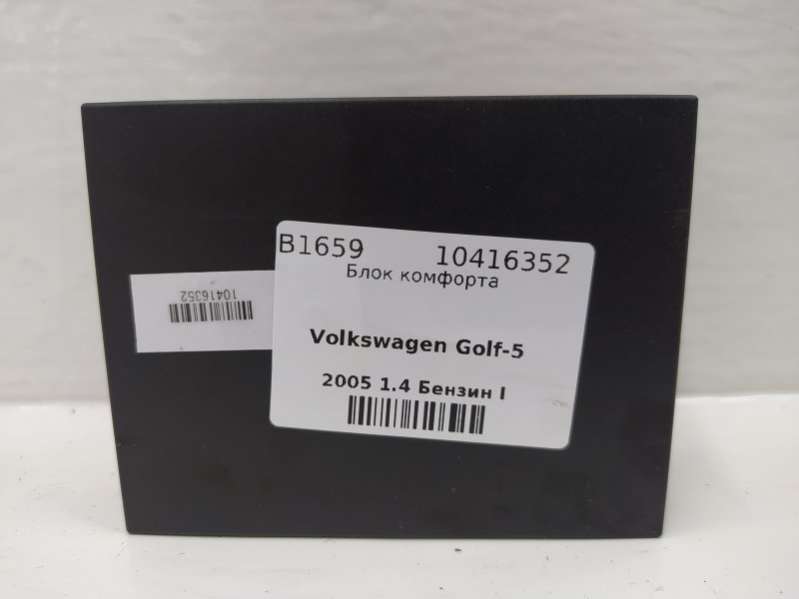 B1659 10416352
Блок комфорта
Volkswagen Golf-5
2005 1.4 Бензин I
10416352